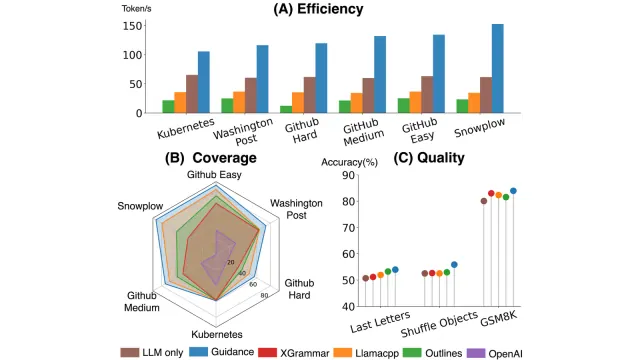 (A) Efficiency
Token/s
150
100
50
0
Kubernetes
Washington
Post
Github
Hard
GitHub
Medium
GitHub
Easy
Snowplow
(B) Coverage
Github Easy
Snowplow
Washington
Post
20
40
60
80
Github
Medium
Github
Hard
Kubernetes
(C) Quality
Accuracy(%)
90
80
70
60
50
40
Last Letters
Shuffle Objects
GSM8K
LLM only
Guidance
XGrammar
Llamacpp
Outlines
OpenAI